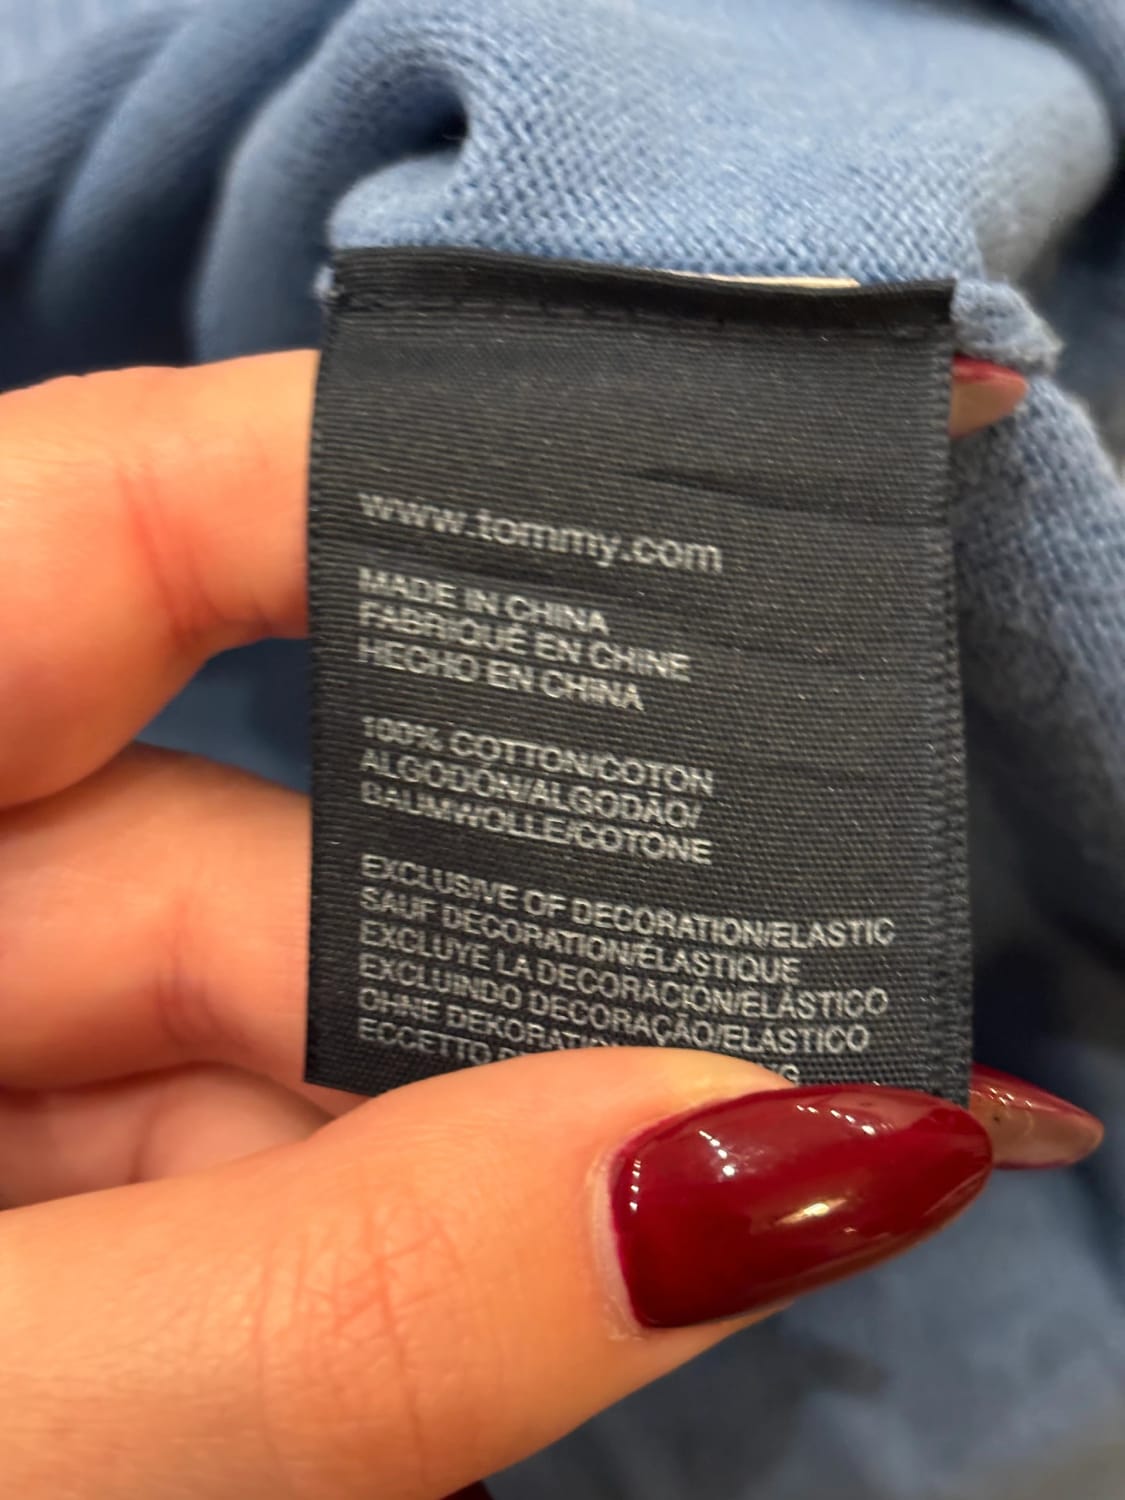 www.tommy.com
MADE IN CHINA
FABRIQUÉ EN CHINE
HECHO EN CHINA
100% COTTON/COTON
ALGODÓN/ALGODÃO/
BAUMWOLLE/COTONE
EXCLUSIVE OF DECORATION/ELASTIC
SAUF DÉCORATION/ÉLASTIQUE
EXCLUYE LA DECORACIÓN/ELÁSTICO
EXCLUINDO DECORAÇÃO/ELÁSTICO
OHNE
ECCETTO